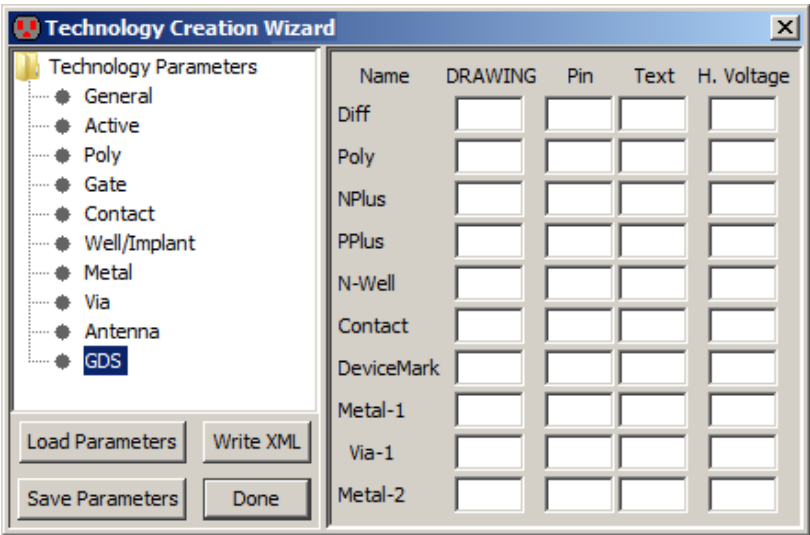 Technology Creation Wizard
Technology Parameters
General
Active
Poly
Gate
Contact
Well/Implant
Metal
Via
Antenna
GDS
Load Parameters Write XML
Save Parameters Done
Name DRAWING Pin Text H. Voltage
Diff
Poly
NPlus
PPlus
N-Well
Contact
DeviceMark
Metal-1
Via-1
Metal-2